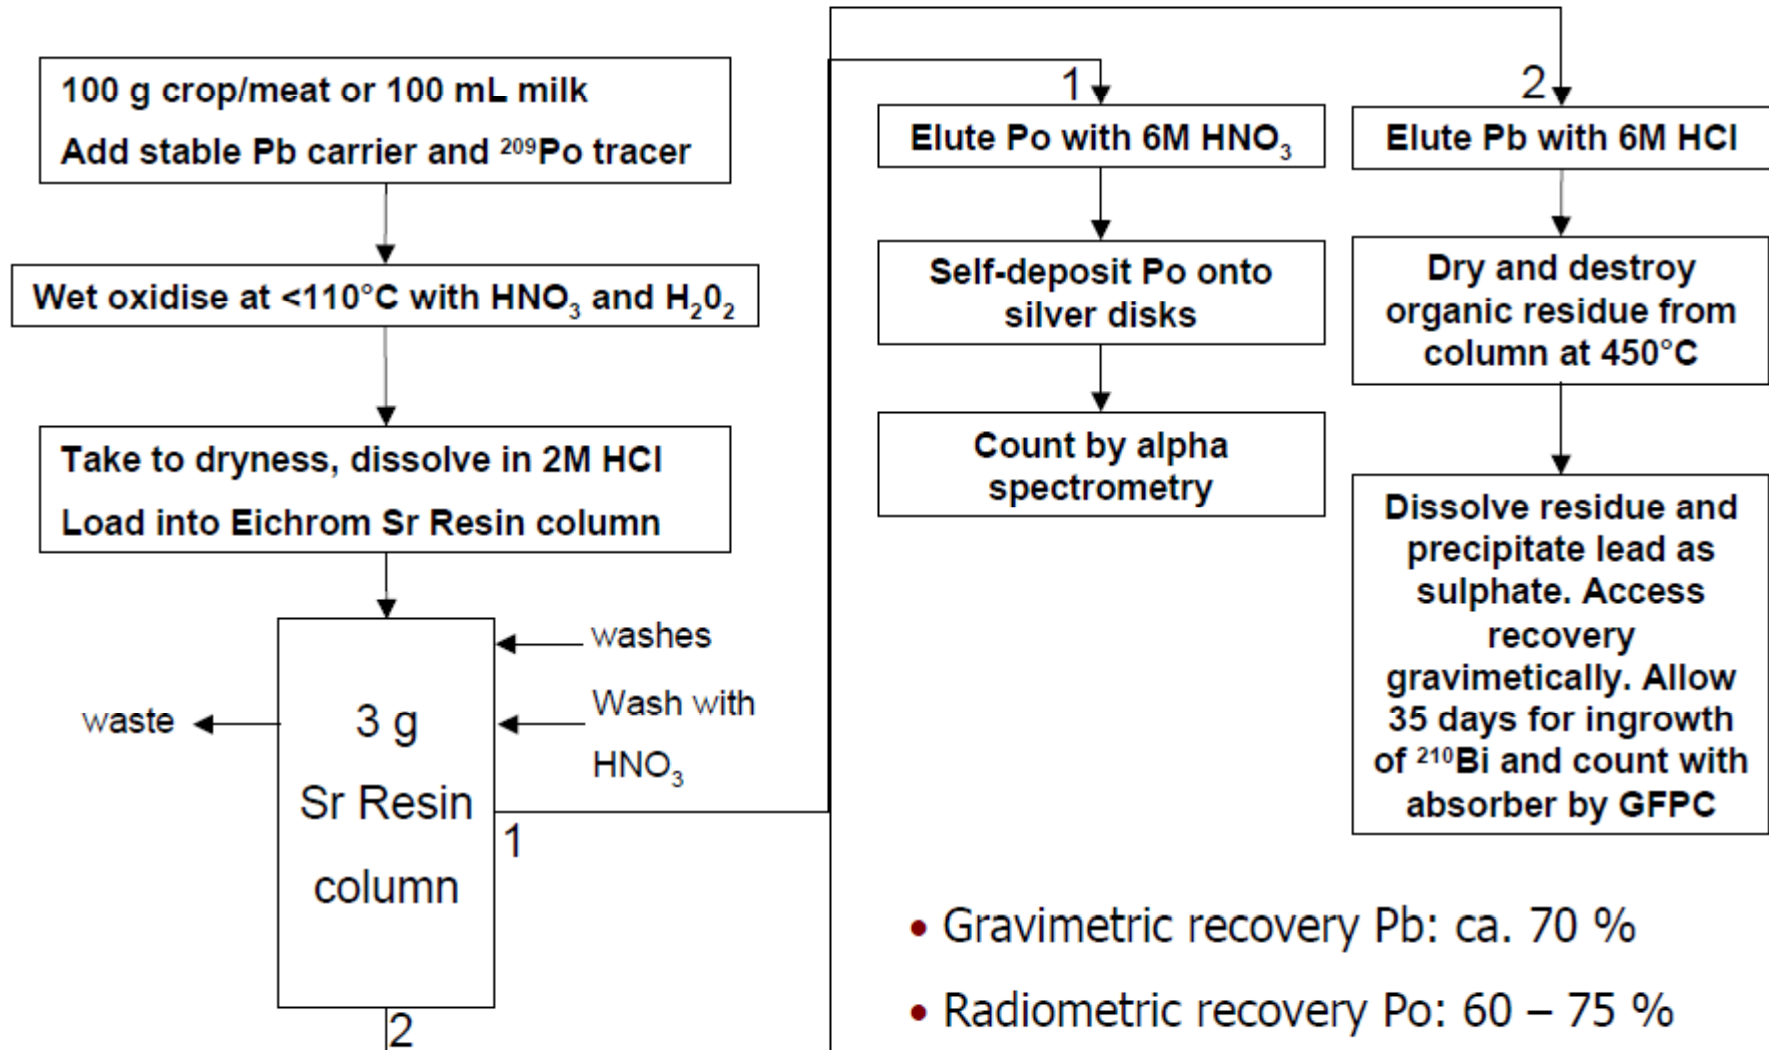 100 g crop/meat or 100 mL milk
Add stable Pb carrier and ²⁰⁹Po tracer
Wet oxidise at <110°C with HNO₃ and H₂0₂
Take to dryness, dissolve in 2M HCl
Load into Eichrom Sr Resin column
3 g
Sr Resin
column
washes
Wash with
HNO₃
waste
1
2
1
Elute Po with 6M HNO₃
Self-deposit Po onto
silver disks
Count by alpha
spectrometry
2
Elute Pb with 6M HCl
Dry and destroy
organic residue from
column at 450°C
Dissolve residue and
precipitate lead as
sulphate. Access
recovery
gravimetically. Allow
35 days for ingrowth
of ²¹⁰Bi and count with
absorber by GFPC
• Gravimetric recovery Pb: ca. 70 %
• Radiometric recovery Po: 60 – 75 %